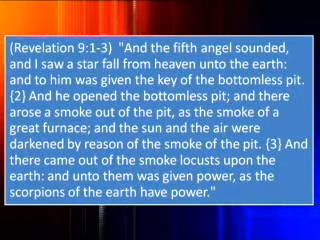 (Revelation 9:1-3)  "And the fifth angel sounded,
and I saw a star fall from heaven unto the earth:
and to him was given the key of the bottomless pit.
{2} And he opened the bottomless pit; and there
arose a smoke out of the pit, as the smoke of a
great furnace; and the sun and the air were
darkened by reason of the smoke of the pit. {3} And
there came out of the smoke locusts upon the
earth: and unto them was given power, as the
scorpions of the earth have power."